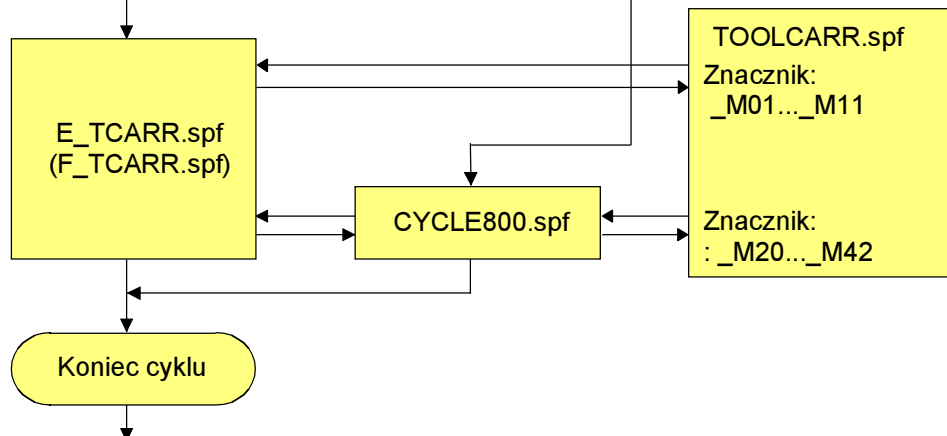 TOOLCARR.spf
Znacznik:
_M01..._M11
E_TCARR.spf
(F_TCARR.spf)
CYCLE800.spf
Znacznik:
: _M20..._M42
Koniec cyklu